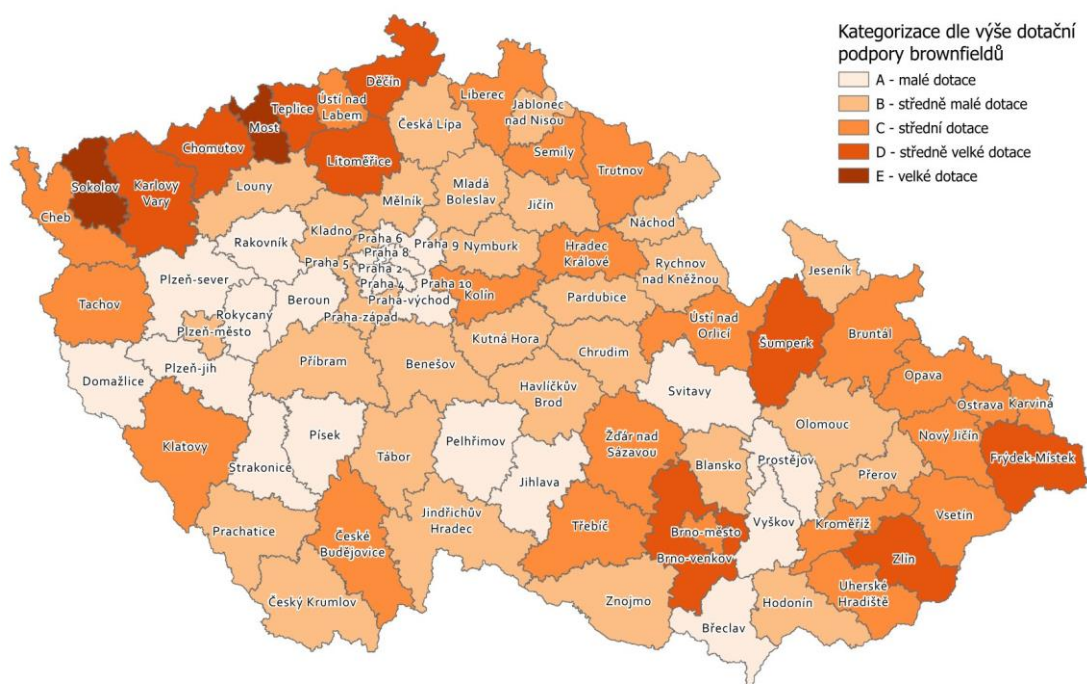 Kategorizace dle výše dotační
podpory brownfieldů
A - malé dotace
B - středně malé dotace
C - střední dotace
D - středně velké dotace
E - velké dotace
Děčín
Liberec
Teplice
Ústí nad
Labem
Jablonec
nad Nisou
Most
Česká Lípa
Chomutov
Semily
Litoměřice
Trutnov
Sokolov
Karlovy
Vary
Louny
Mladá
Boleslav
Mělník
Jičín
Cheb
Náchod
Kladno
Praha 6
Rakovník
Praha 9
Nymburk
Hradec
Králové
Praha 8
Praha 5
Praha 2
Rychnov
nad Kněžnou
Jeseník
Plzeň-sever
Tachov
Beroun
Praha 4
Praha 10
Kolín
Praha-východ
Pardubice
Rokycany
Praha-západ
Ústí nad
Orlicí
Plzeň-město
Bruntál
Kutná Hora
Šumperk
Chrudim
Příbram
Benešov
Plzeň-jih
Opava
Domažlice
Havlíčkův
Brod
Svitavy
Ostrava
Karviná
Olomouc
Nový Jičín
Písek
Klatovy
Pelhřimov
Žďár nad
Sázavou
Tábor
Strakonice
Blansko
Prostějov
Frýdek-Místek
Přerov
Jihlava
Jindřichův
Hradec
Vsetín
Vyškov
Kroměříž
Třebíč
Brno-město
Prachatice
České
Budějovice
Brno-venkov
Zlín
Uherské
Hradiště
Český Krumlov
Znojmo
Hodonín
Břeclav